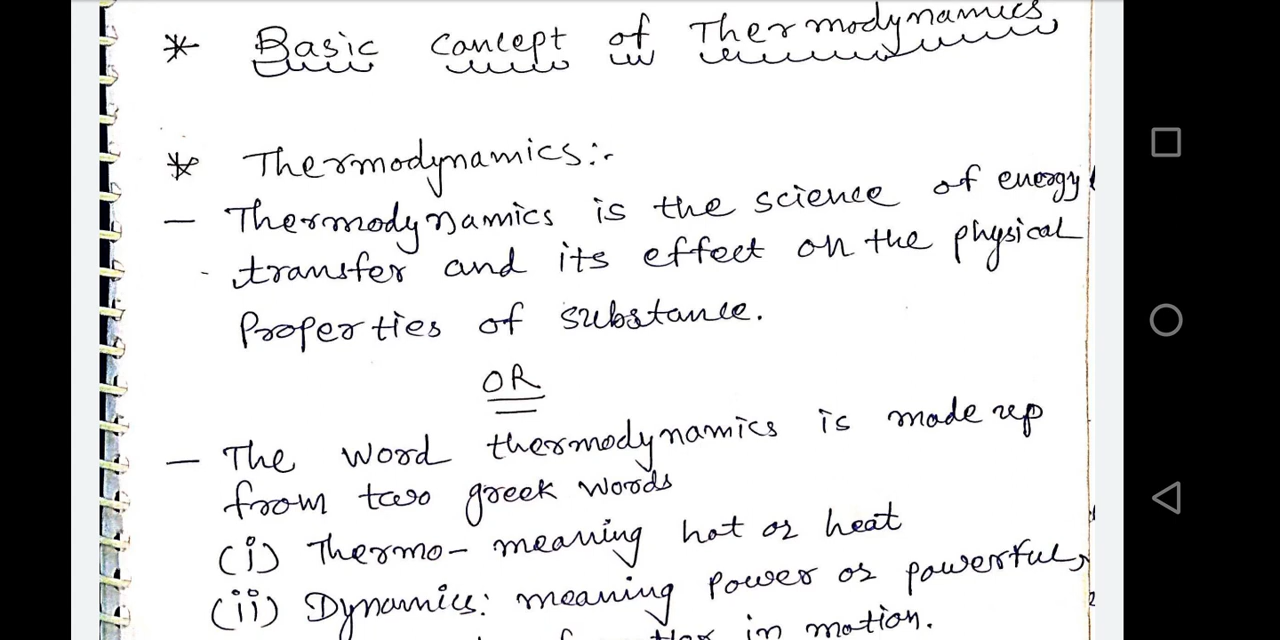 * Basic concept of Thermodynamics
* Thermodynamics:-
- Thermodynamics is the science of energy
transfer and its effect on the physical
Properties of substance.
OR
- The word thermodynamics is made up
from two greek words
(i) Thermo- meaning hot or heat
(ii) Dynamics: meaning power or powerful,
in motion.